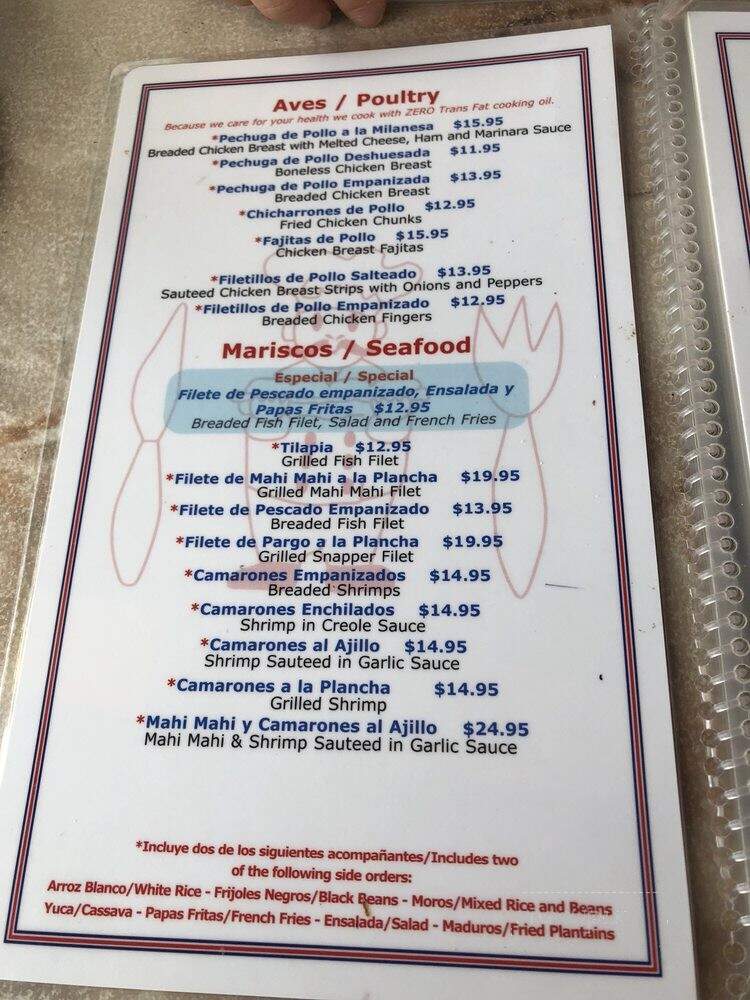 Aves / Poultry
Because we care for your health we cook with ZERO Trans Fat cooking oil.
*Pechuga de Pollo a la Milanesa $15.95
Breaded Chicken Breast with Melted Cheese, Ham and Marinara Sauce
*Pechuga de Pollo Deshuesada $11.95
Boneless Chicken Breast
*Pechuga de Pollo Empanizada $13.95
Breaded Chicken Breast
*Chicharrones de Pollo $12.95
Fried Chicken Chunks
*Fajitas de Pollo $15.95
Chicken Breast Fajitas
*Filetillos de Pollo Salteado $13.95
Sauteed Chicken Breast Strips with Onions and Peppers
*Filetillos de Pollo Empanizado $12.95
Breaded Chicken Fingers
Mariscos / Seafood
Especial / Special
Filete de Pescado empanizado, Ensalada y
Papas Fritas $12.95
Breaded Fish Filet, Salad and French Fries
*Tilapia $12.95
Grilled Fish Filet
*Filete de Mahi Mahi a la Plancha $19.95
Grilled Mahi Mahi Filet
*Filete de Pescado Empanizado $13.95
Breaded Fish Filet
*Filete de Pargo a la Plancha $19.95
Grilled Snapper Filet
*Camarones Empanizados $14.95
Breaded Shrimps
*Camarones Enchilados $14.95
Shrimp in Creole Sauce
*Camarones al Ajillo $14.95
Shrimp Sauteed in Garlic Sauce
*Camarones a la Plancha $14.95
Grilled Shrimp
*Mahi Mahi y Camarones al Ajillo $24.95
Mahi Mahi & Shrimp Sauteed in Garlic Sauce
*Incluye dos de los siguientes acompañantes/Includes two
of the following side orders:
Arroz Blanco/White Rice - Frijoles Negros/Black Beans - Moros/Mixed Rice and Beans
Yuca/Cassava - Papas Fritas/French Fries - Ensalada/Salad - Maduros/Fried Plantains